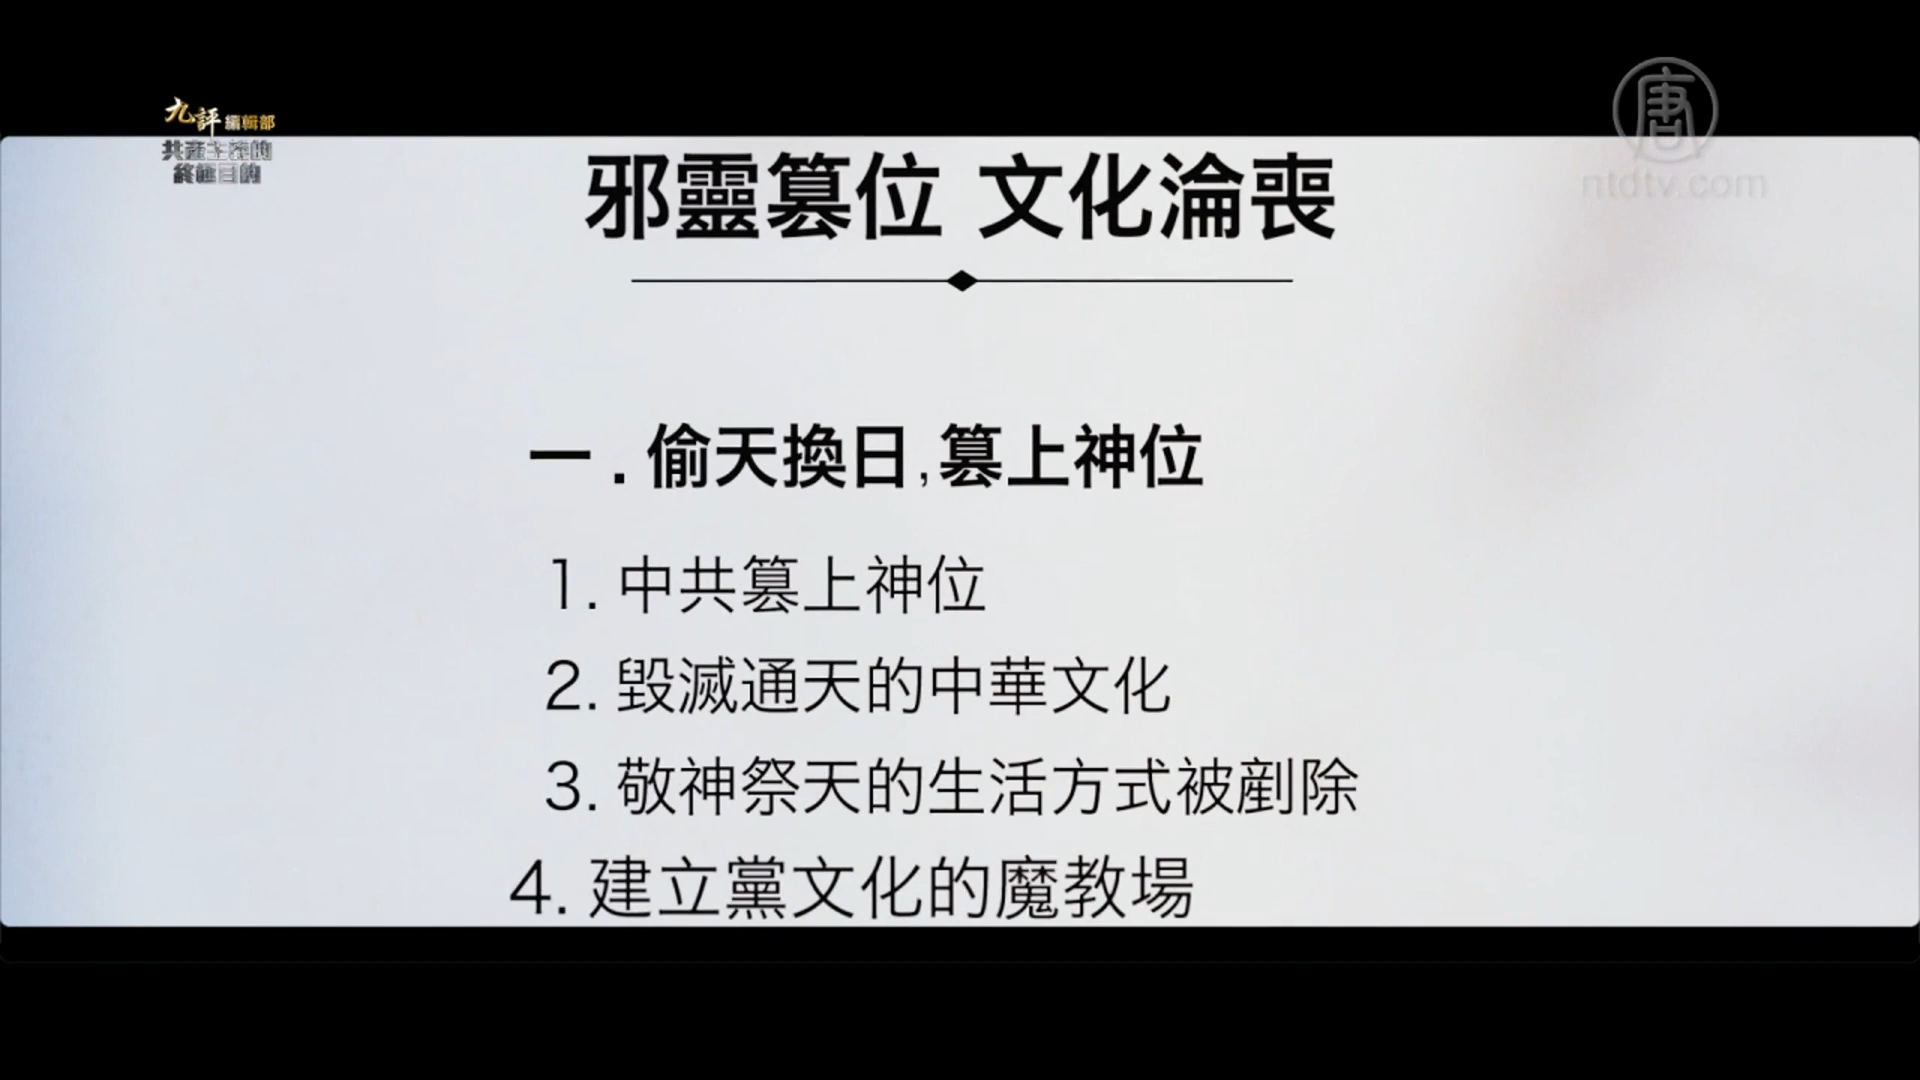 九評編輯部
共產主義的
終極目的
唐
ntdtv.com
邪靈篡位 文化淪喪
一.偷天換日,篡上神位
1. 中共篡上神位
2. 毀滅通天的中華文化
3. 敬神祭天的生活方式被剷除
4. 建立黨文化的魔教場